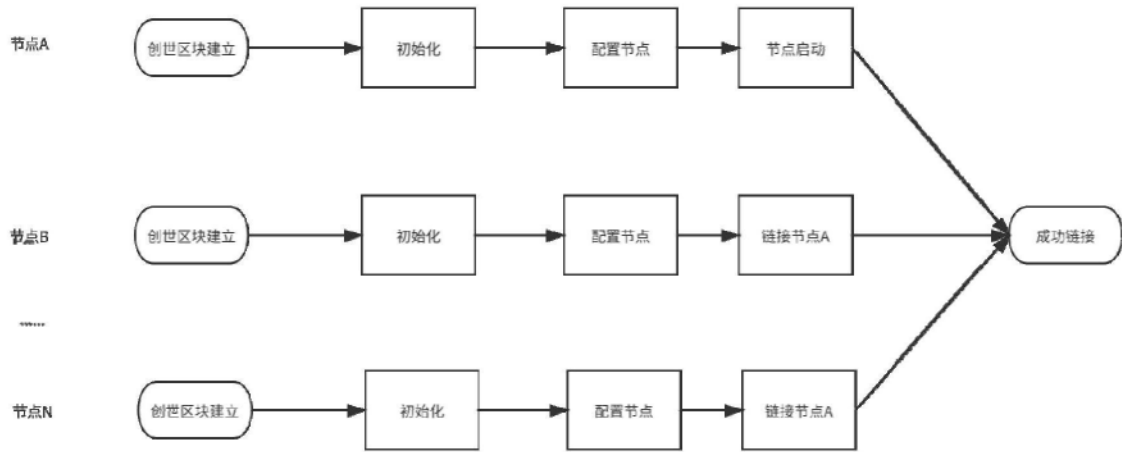 节点A
创世区块建立
初始化
配置节点
节点启动
节点B
创世区块建立
初始化
配置节点
链接节点A
成功链接
......
节点N
创世区块建立
初始化
配置节点
链接节点A